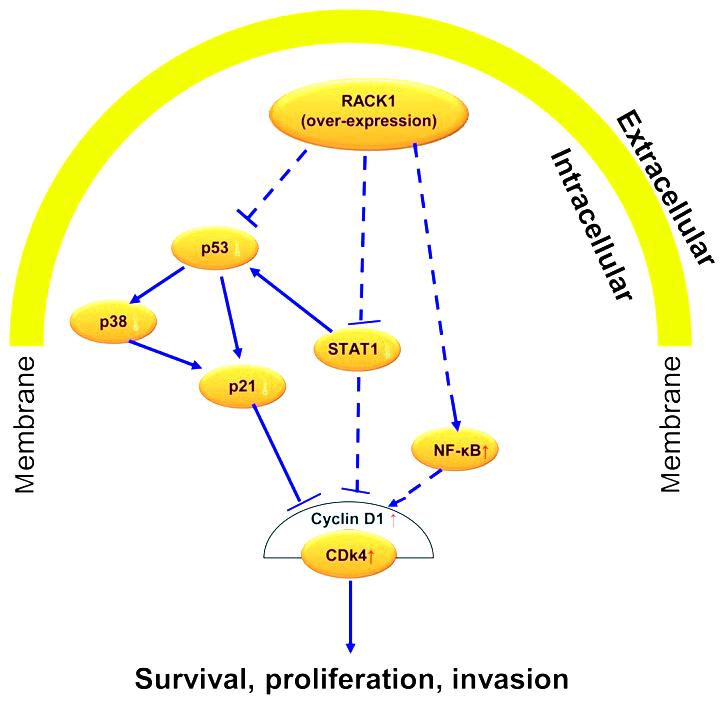 RACK1
(over-expression)
Extracellular
Intracellular
p53↓
p38↓
STAT1↓
p21↓
Membrane
Membrane
NF-κB↑
Cyclin D1 ↑
CDk4↑
Survival, proliferation, invasion